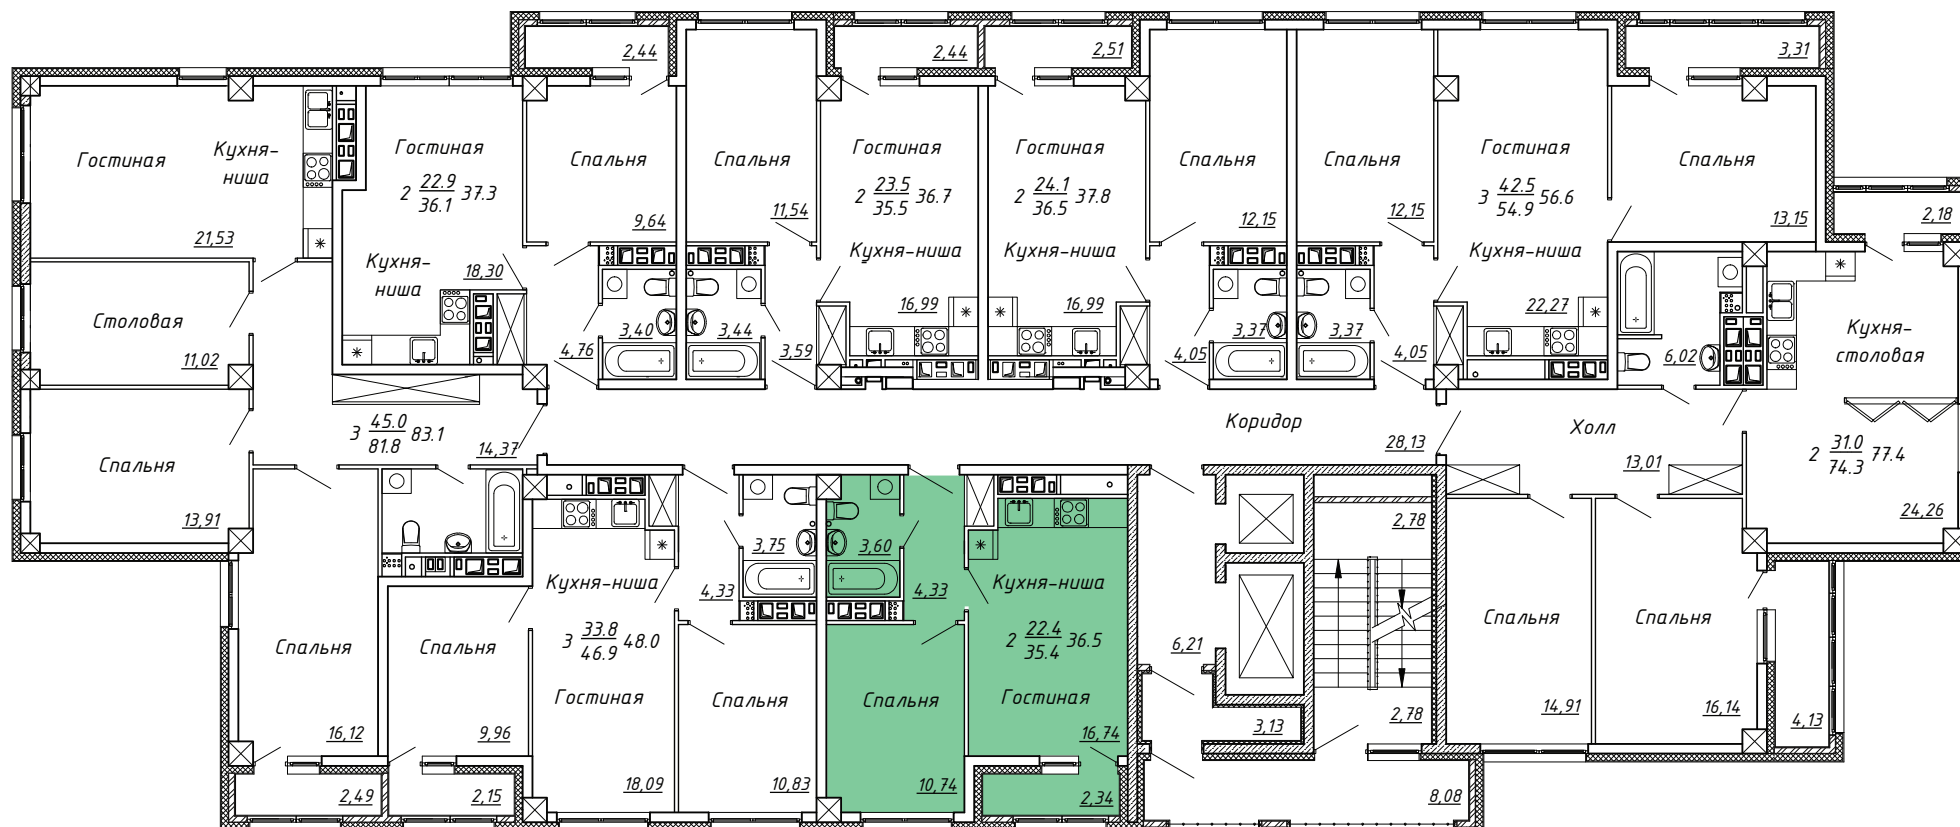 2,44
2,44
2,51
3,31
Гостиная
Кухня-
ниша
21,53
Гостиная
2 22.9 37.3
36.1
Кухня-
ниша
18,30
Спальня
9,64
Спальня
11,54
Гостиная
2 23.5 36.7
35.5
Кухня-ниша
16,99
Гостиная
2 24.1 37.8
36.5
Кухня-ниша
16,99
Спальня
12,15
Спальня
12,15
Гостиная
3 42.5 56.6
54.9
Кухня-ниша
22,27
Спальня
13,15
2,18
Столовая
11,02
4,76
3,40
3,44
3,59
3,37
4,05
3,37
4,05
6,02
Кухня-
столовая
3 45.0 83.1
81.8
14,37
Коридор
28,13
Холл
13,01
2 31.0 77.4
74.3
24,26
Спальня
13,91
3,75
4,33
3,60
4,33
2,78
Кухня-ниша
3 33.8 48.0
46.9
Гостиная
18,09
Кухня-ниша
2 22.4 36.5
35.4
Гостиная
16,74
6,21
Спальня
16,12
Спальня
9,96
Спальня
10,83
Спальня
10,74
3,13
2,78
Спальня
14,91
Спальня
16,14
4,13
2,49
2,15
2,34
8,08